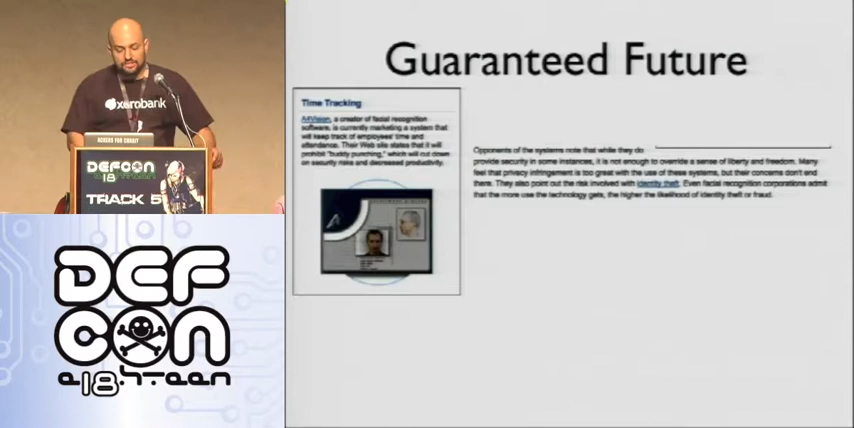 xerobank
HACKERS FOR CHARITY
DEFCON
18
TRACK 5
DEF
CON
e18hteen
Guaranteed Future
Time Tracking
A4Vision, a creator of facial recognition
software, is currently marketing a system that
will keep track of employees' time and
attendance. Their Web site states that it will
prohibit "buddy punching," which will cut down
on security risks and decreased productivity.
Opponents of the systems note that while they do
provide security in some instances, it is not enough to override a sense of liberty and freedom. Many
feel that privacy infringement is too great with the use of these systems, but their concerns don't end
there. They also point out the risk involved with identity theft. Even facial recognition corporations admit
that the more use the technology gets, the higher the likelihood of identity theft or fraud.